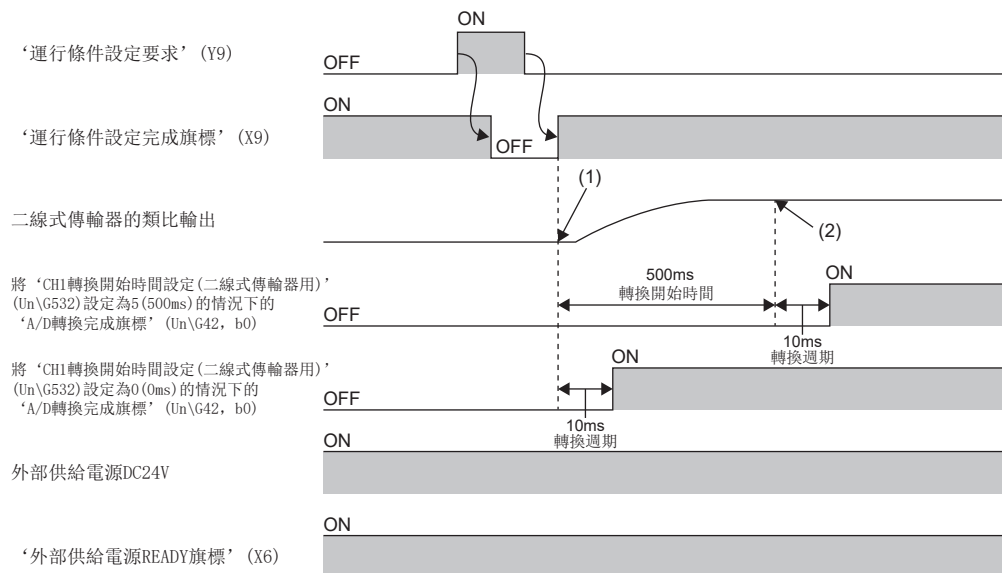 ON
‘運行條件設定要求’(Y9)
OFF
ON
‘運行條件設定完成旗標’(X9)
OFF
(1)
二線式傳輸器的類比輸出
(2)
將‘CH1轉換開始時間設定(二線式傳輸器用)’
(Un\G532)設定為5(500ms)的情況下的
‘A/D轉換完成旗標’(Un\G42, b0)
500ms
轉換開始時間
ON
OFF
10ms
轉換週期
將‘CH1轉換開始時間設定(二線式傳輸器用)’
(Un\G532)設定為0(0ms)的情況下的
‘A/D轉換完成旗標’(Un\G42, b0)
ON
OFF
10ms
轉換週期
ON
外部供給電源DC24V
ON
‘外部供給電源READY旗標’(X6)